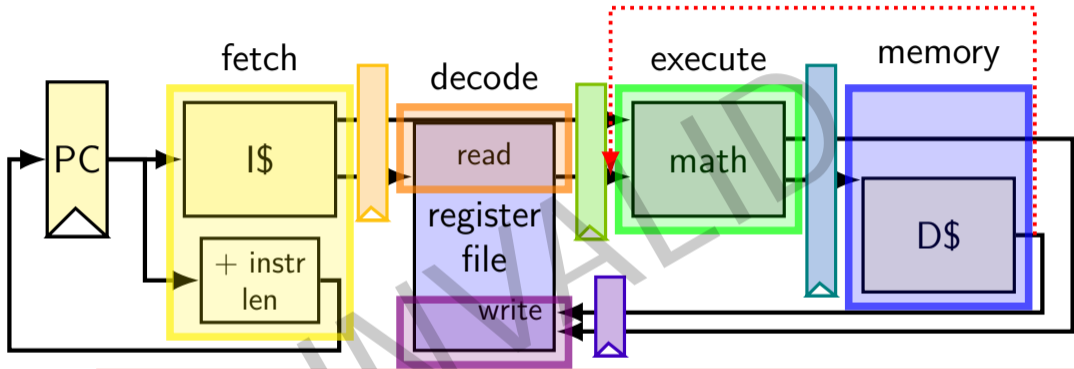 fetch
decode
execute
memory
PC
I$
read
math
register
file
D$
+ instr
len
write
INVALID